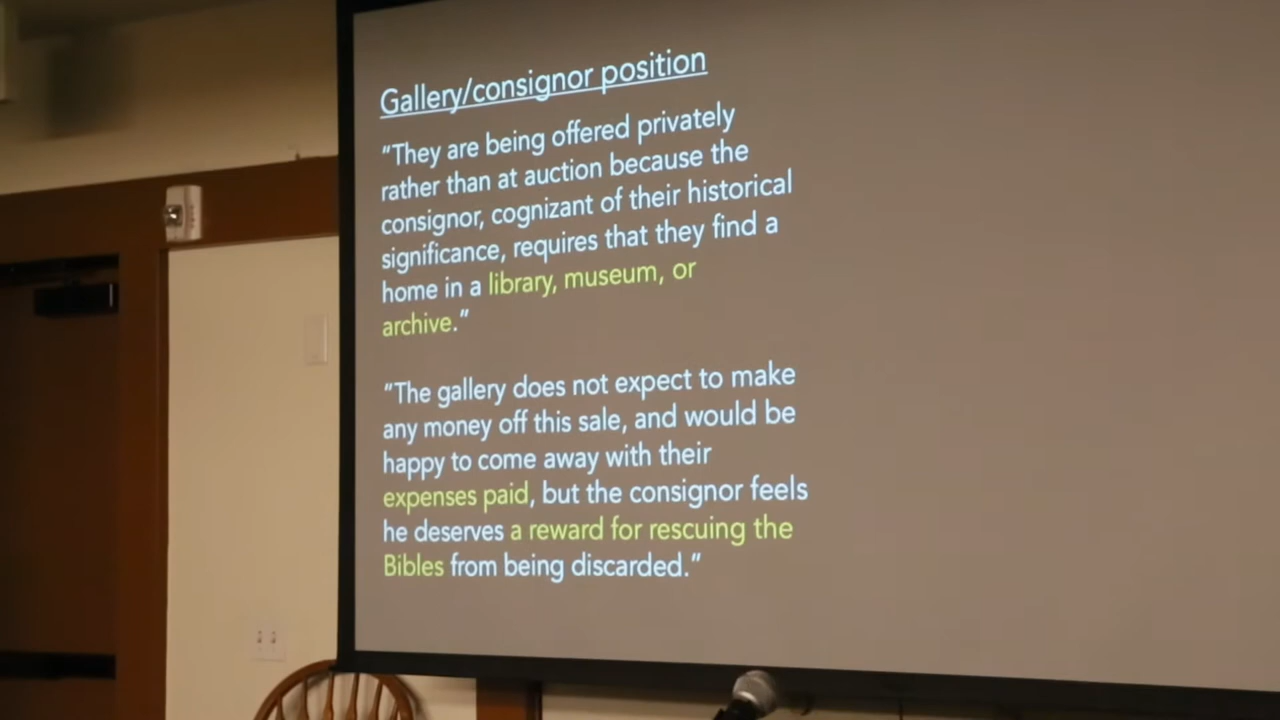 Gallery/consignor position
“They are being offered privately
rather than at auction because the
consignor, cognizant of their historical
significance, requires that they find a
home in a library, museum, or
archive.”
“The gallery does not expect to make
any money off this sale, and would be
happy to come away with their
expenses paid, but the consignor feels
he deserves a reward for rescuing the
Bibles from being discarded.”